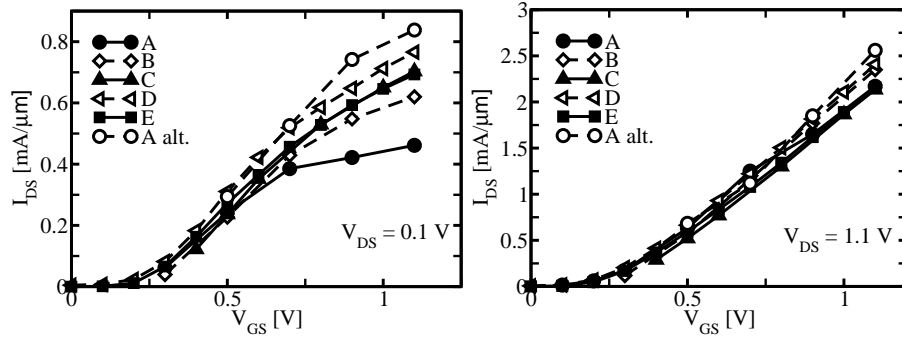 0.8
0.6
0.4
0.2
0
I_DS [mA/μm]
A
B
C
D
E
A alt.
V_DS = 0.1 V
0
0.5
1
V_GS [V]
3
2.5
2
1.5
1
0.5
0
I_DS [mA/μm]
A
B
C
D
E
A alt.
V_DS = 1.1 V
0
0.5
1
V_GS [V]